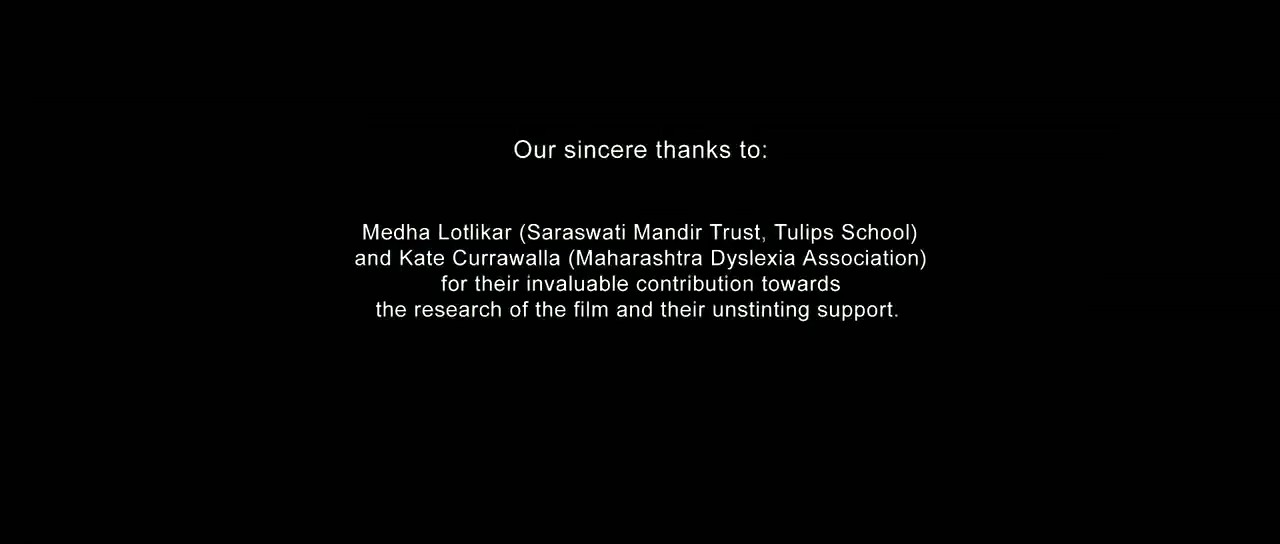 Our sincere thanks to:
Medha Lotlikar (Saraswati Mandir Trust, Tulips School)
and Kate Currawalla (Maharashtra Dyslexia Association)
for their invaluable contribution towards
the research of the film and their unstinting support.